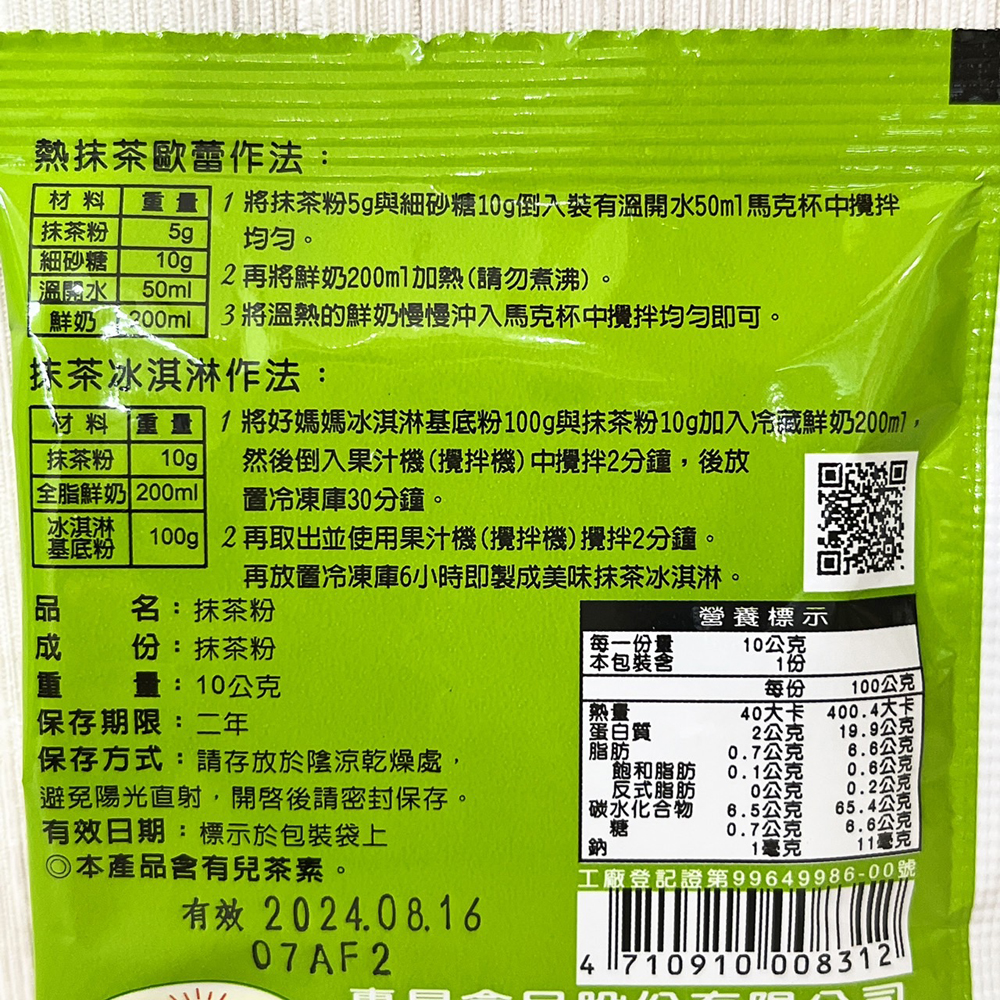 熱抹茶歐蕾作法：
材料 重量
抹茶粉 5g
細砂糖 10g
溫開水 50ml
鮮奶 200ml
1 將抹茶粉5g與細砂糖10g倒入裝有溫開水50ml馬克杯中攪拌
均勻。
2 再將鮮奶200ml加熱(請勿煮沸)。
3 將溫熱的鮮奶慢慢沖入馬克杯中攪拌均勻即可。
抹茶冰淇淋作法：
材料 重量
抹茶粉 10g
全脂鮮奶 200ml
冰淇淋
基底粉 100g
1 將好媽媽冰淇淋基底粉100g與抹茶粉10g加入冷藏鮮奶200ml，
然後倒入果汁機(攪拌機)中攪拌2分鐘，後放
置冷凍庫30分鐘。
2 再取出並使用果汁機(攪拌機)攪拌2分鐘。
再放置冷凍庫6小時即製成美味抹茶冰淇淋。
品名：抹茶粉
成份：抹茶粉
重量：10公克
保存期限：二年
保存方式：請存放於陰涼乾燥處，
避免陽光直射，開啓後請密封保存。
有效日期：標示於包裝袋上
◎本產品含有兒茶素。
有效 2024.08.16
07AF2
營養標示
每一份量 10公克
本包裝含 1份
每份 100公克
熱量 40大卡 400.4大卡
蛋白質 2公克 19.9公克
脂肪 0.7公克 6.6公克
飽和脂肪 0.1公克 0.6公克
反式脂肪 0公克 0.2公克
碳水化合物 6.5公克 65.4公克
糖 0.7公克 6.6公克
鈉 1毫克 11毫克
工廠登記證第99649986-00號
4 710910 008312
食品股份有限公司